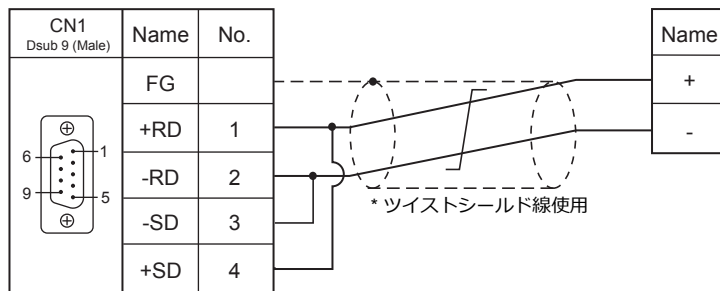 CN1
Dsub 9 (Male)
Name
No.
Name
FG
+
+RD
1
-
-RD
2
-SD
3
+SD
4
6
1
9
5
* ツイストシールド線使用